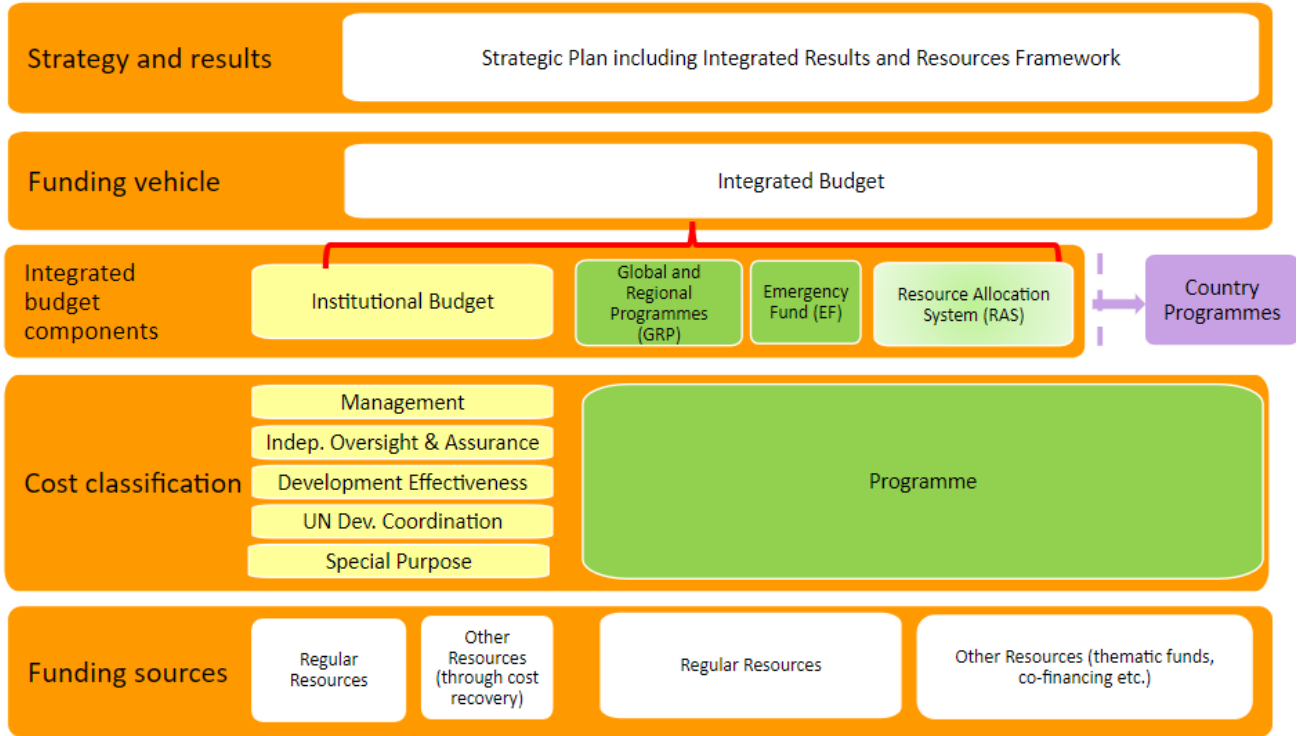 Strategy and results
Strategic Plan including Integrated Results and Resources Framework
Funding vehicle
Integrated Budget
Integrated
budget
components
Institutional Budget
Global and
Regional
Programmes
(GRP)
Emergency
Fund (EF)
Resource Allocation
System (RAS)
Country
Programmes
Cost classification
Management
Indep. Oversight & Assurance
Development Effectiveness
UN Dev. Coordination
Special Purpose
Programme
Funding sources
Regular
Resources
Other
Resources
(through cost
recovery)
Regular Resources
Other Resources (thematic funds,
co-financing etc.)